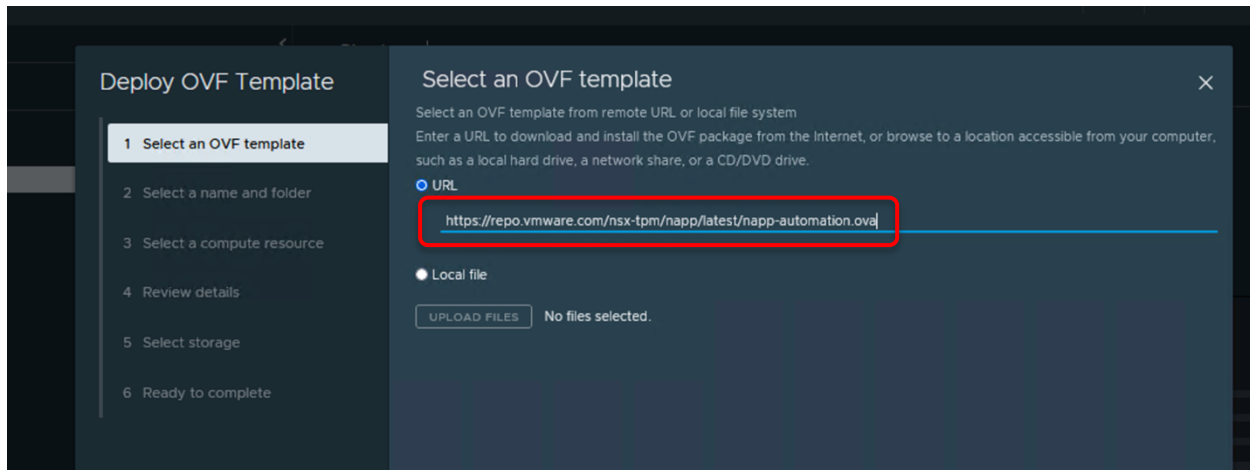 Deploy OVF Template
1 Select an OVF template
2 Select a name and folder
3 Select a compute resource
4 Review details
5 Select storage
6 Ready to complete
Select an OVF template
Select an OVF template from remote URL or local file system
Enter a URL to download and install the OVF package from the Internet, or browse to a location accessible from your computer,
such as a local hard drive, a network share, or a CD/DVD drive.
URL
https://repo.vmware.com/nsx-tpm/napp/latest/napp-automation.ova
Local file
UPLOAD FILES No files selected.